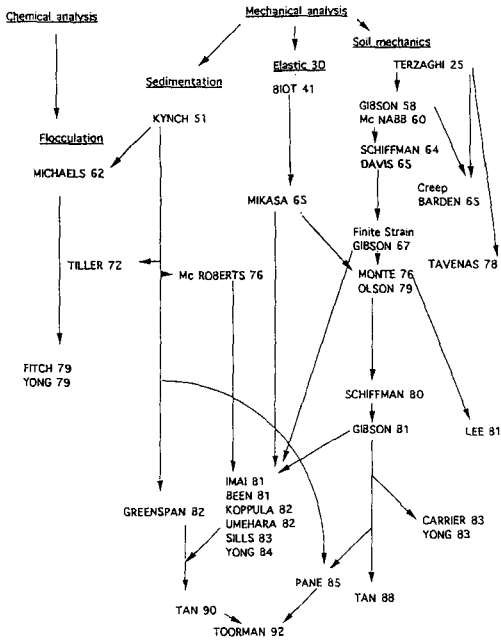 Chemical analysis
Mechanical analysis
Soil mechanics
Elastic 3D
Sedimentation
TERZAGHI 25
BIOT 41
GIBSON 58
Mc NABB 60
KYNCH 51
Flocculation
SCHIFFMAN 64
DAVIS 65
MICHAELS 62
Creep
BARDEN 65
MIKASA 65
Finite Strain
GIBSON 67
TILLER 72
Mc ROBERTS 76
MONTE 76
OLSON 79
TAVENAS 78
FITCH 79
YONG 79
SCHIFFMAN 80
GIBSON 81
LEE 81
IMAI 81
BEEN 81
KOPPULA 82
UMEHARA 82
SILLS 83
YONG 84
GREENSPAN 82
CARRIER 83
YONG 83
PANE 85
TAN 88
TAN 90
TOORMAN 92